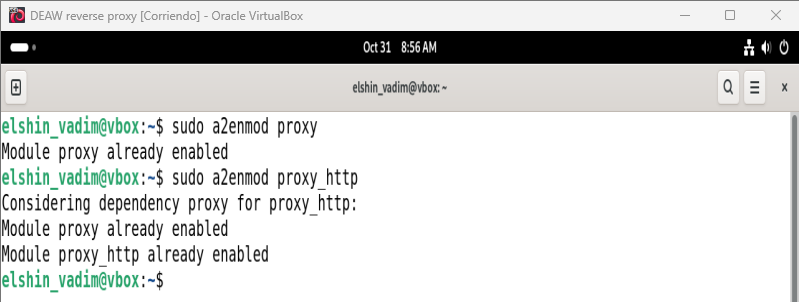 DEAW reverse proxy [Corriendo] - Oracle VirtualBox
Oct 31 8:56 AM
elshin_vadim@vbox: ~
elshin_vadim@vbox:~$ sudo a2enmod proxy
Module proxy already enabled
elshin_vadim@vbox:~$ sudo a2enmod proxy_http
Considering dependency proxy for proxy_http:
Module proxy already enabled
Module proxy_http already enabled
elshin_vadim@vbox:~$